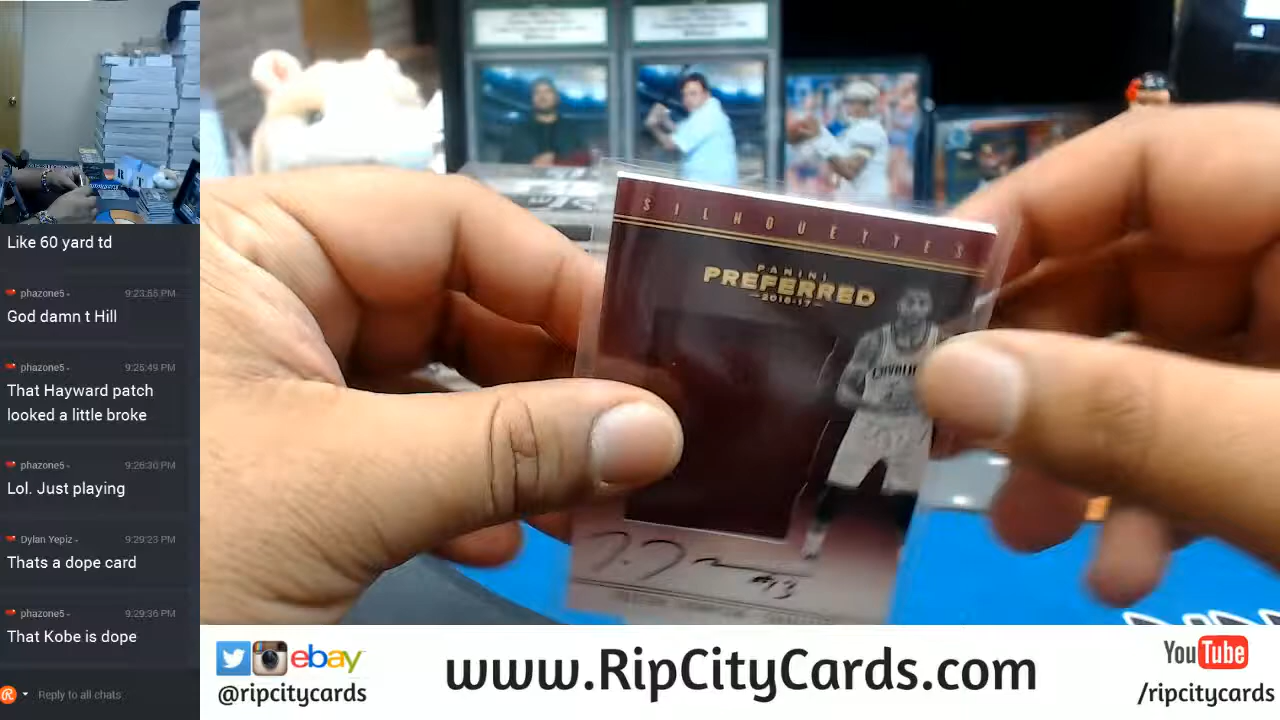 Like 60 yard td
phazone5 - 9:23:55 PM
God damn t Hill
phazone5 - 9:25:49 PM
That Hayward patch
looked a little broke
phazone5 - 9:26:30 PM
Lol. Just playing
Dylan Yepiz - 9:29:23 PM
Thats a dope card
phazone5 - 9:29:36 PM
That Kobe is dope
Reply to all chats
SILHOUETTES
PANINI
PREFERRED
2016-17
#13
ebay
@ripcitycards
www.RipCityCards.com
YouTube
/ripcitycards